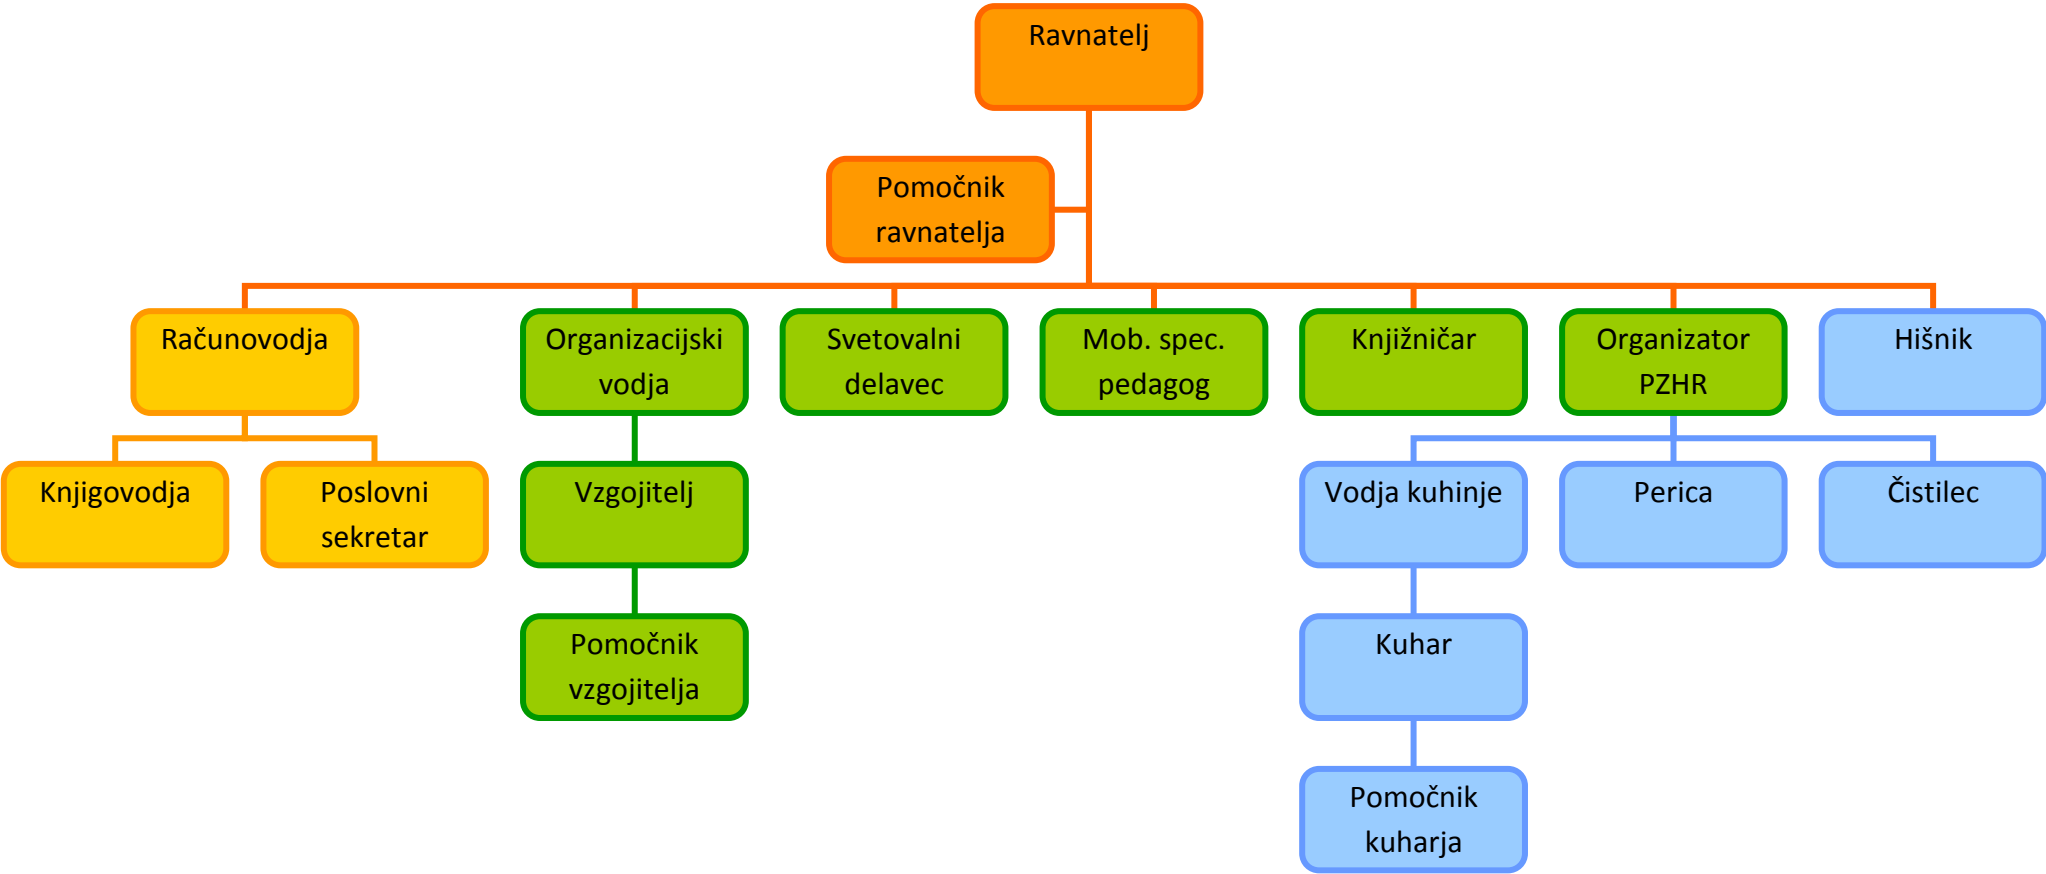 Ravnatelj
Pomočnik
ravnatelja
Računovodja
Organizacijski
vodja
Svetovalni
delavec
Mob. spec.
pedagog
Knjižničar
Organizator
PZHR
Hišnik
Knjigovodja
Poslovni
sekretar
Vzgojitelj
Vodja kuhinje
Perica
Čistilec
Pomočnik
vzgojitelja
Kuhar
Pomočnik
kuharja